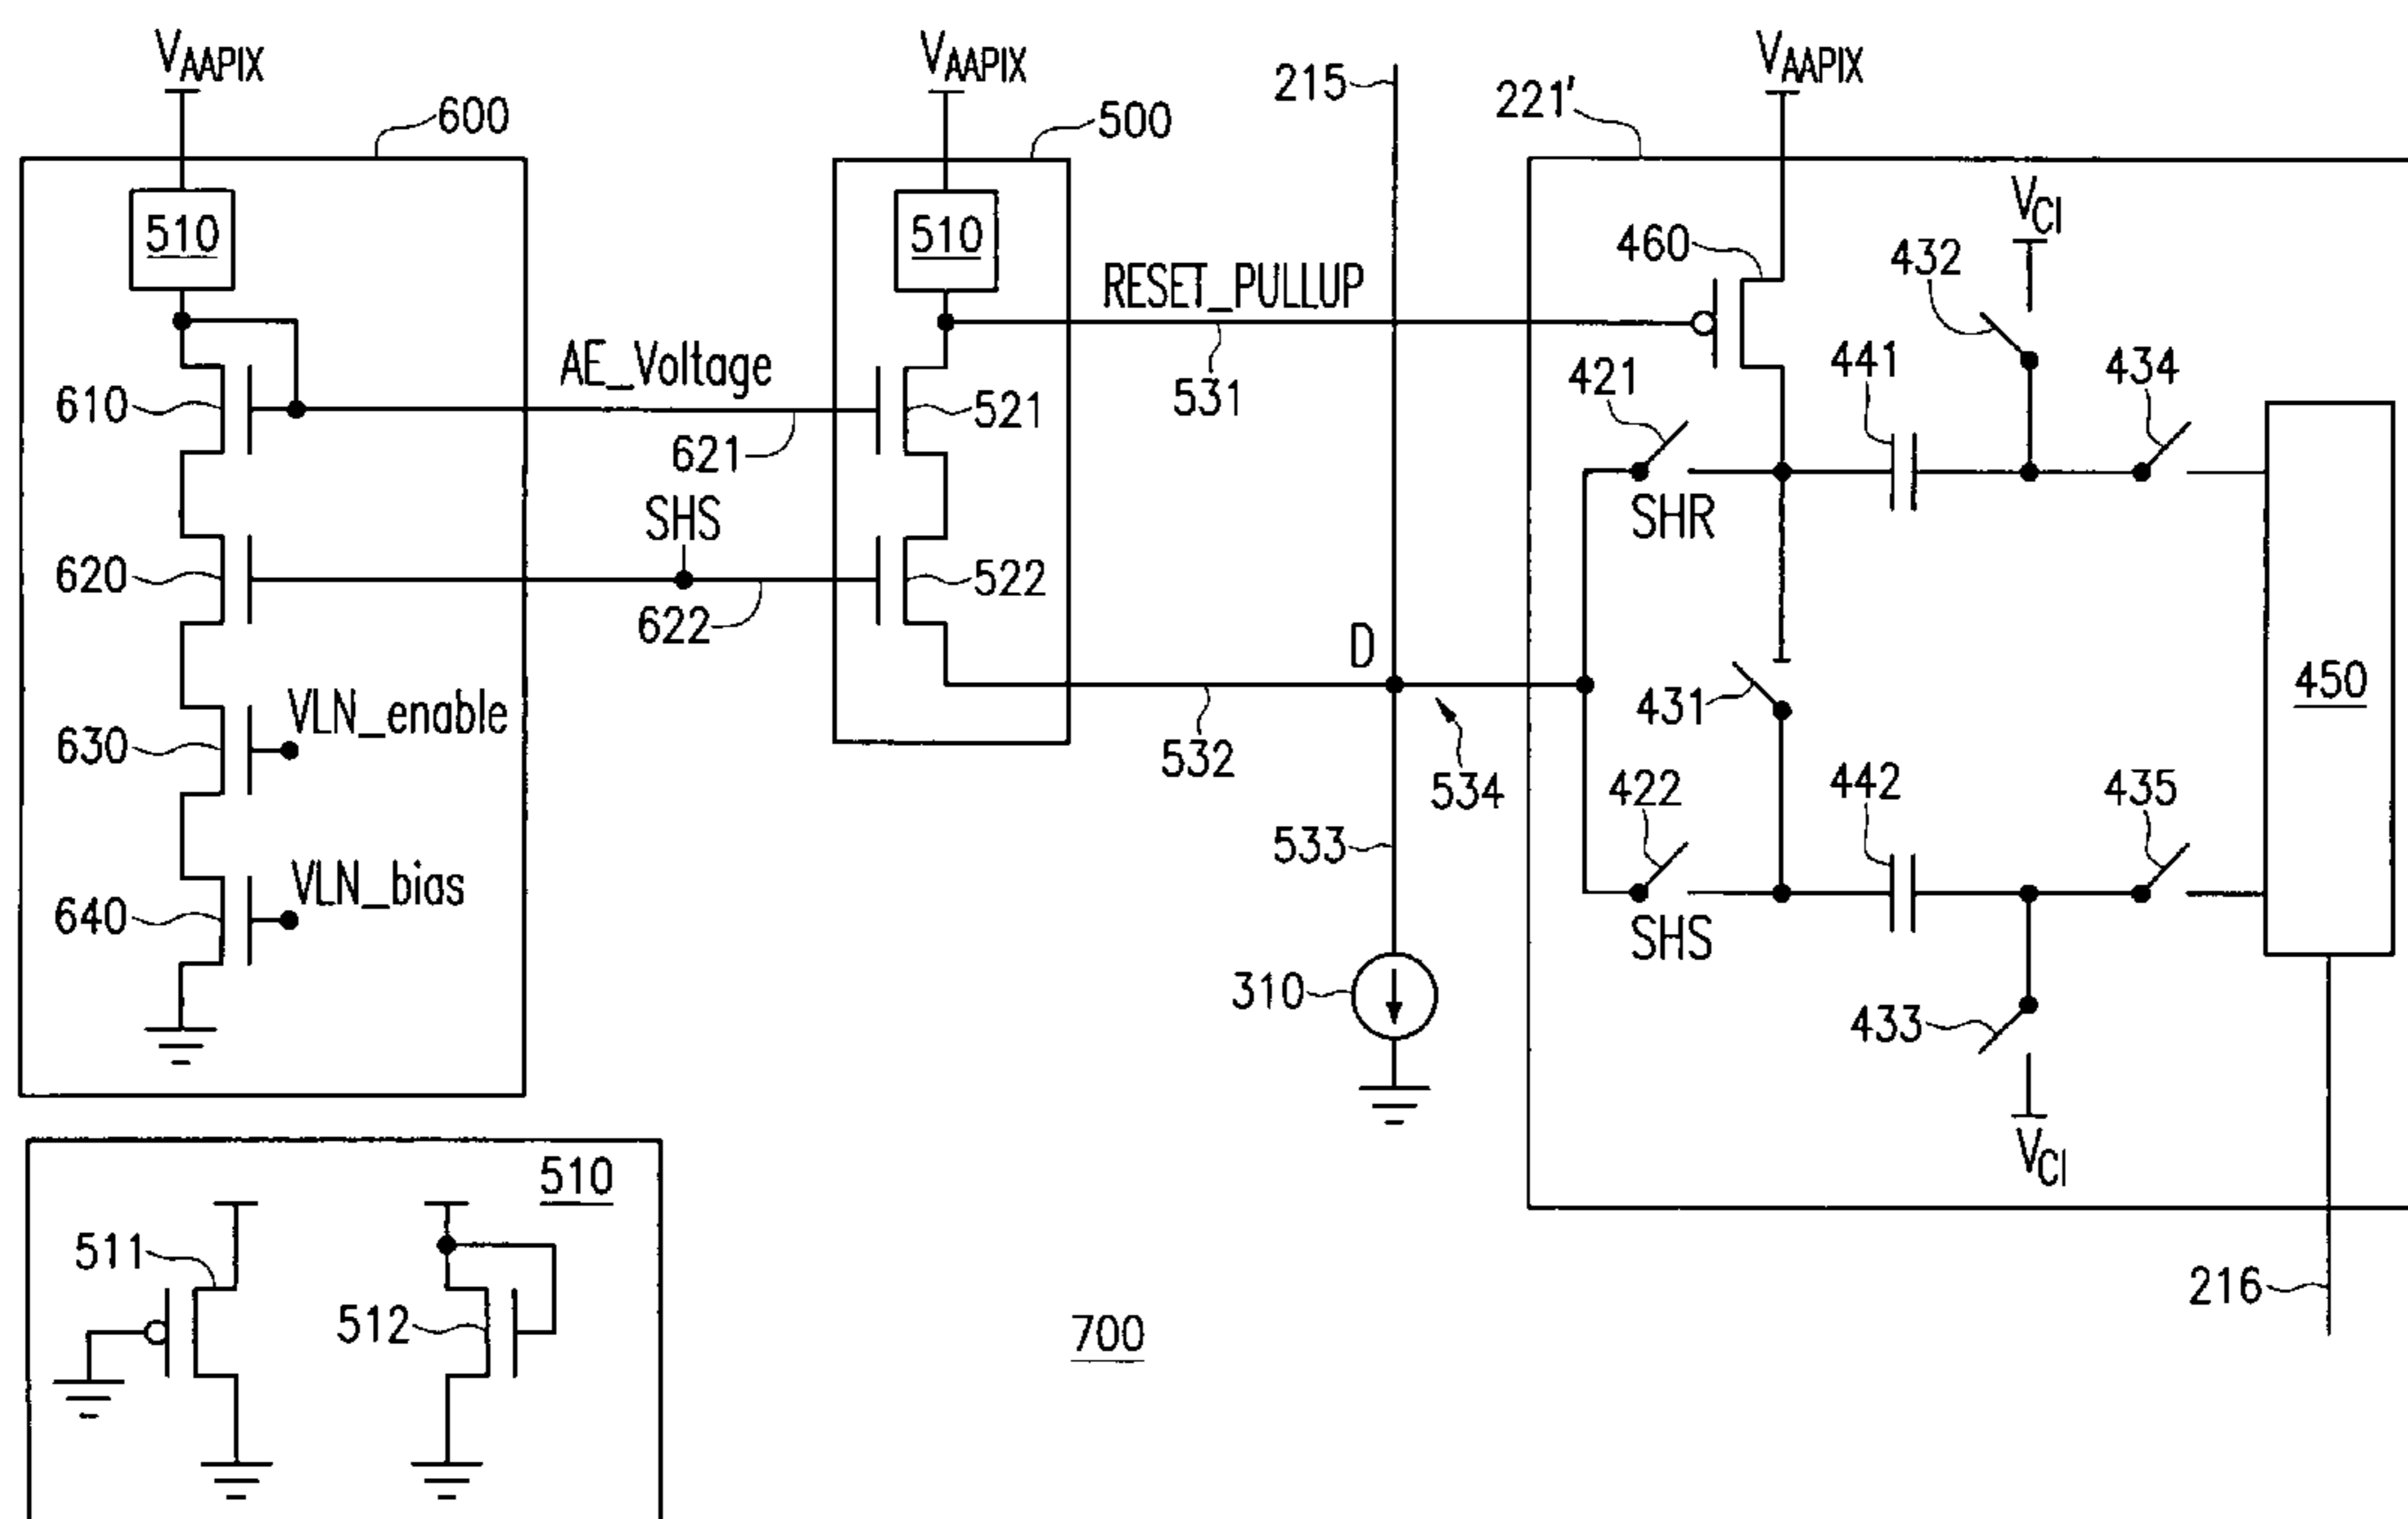 VAAPIX
VAAPIX
VAAPIX
600
500
215
221'
510
510
VCI
460
432
RESET_PULLUP
AE_Voltage
610
621
521
531
421
441
434
SHS
SHR
620
622
522
D
431
450
VLN_enable
630
532
534
422
442
435
533
VLN_bias
640
SHS
310
433
VCI
510
511
512
216
700